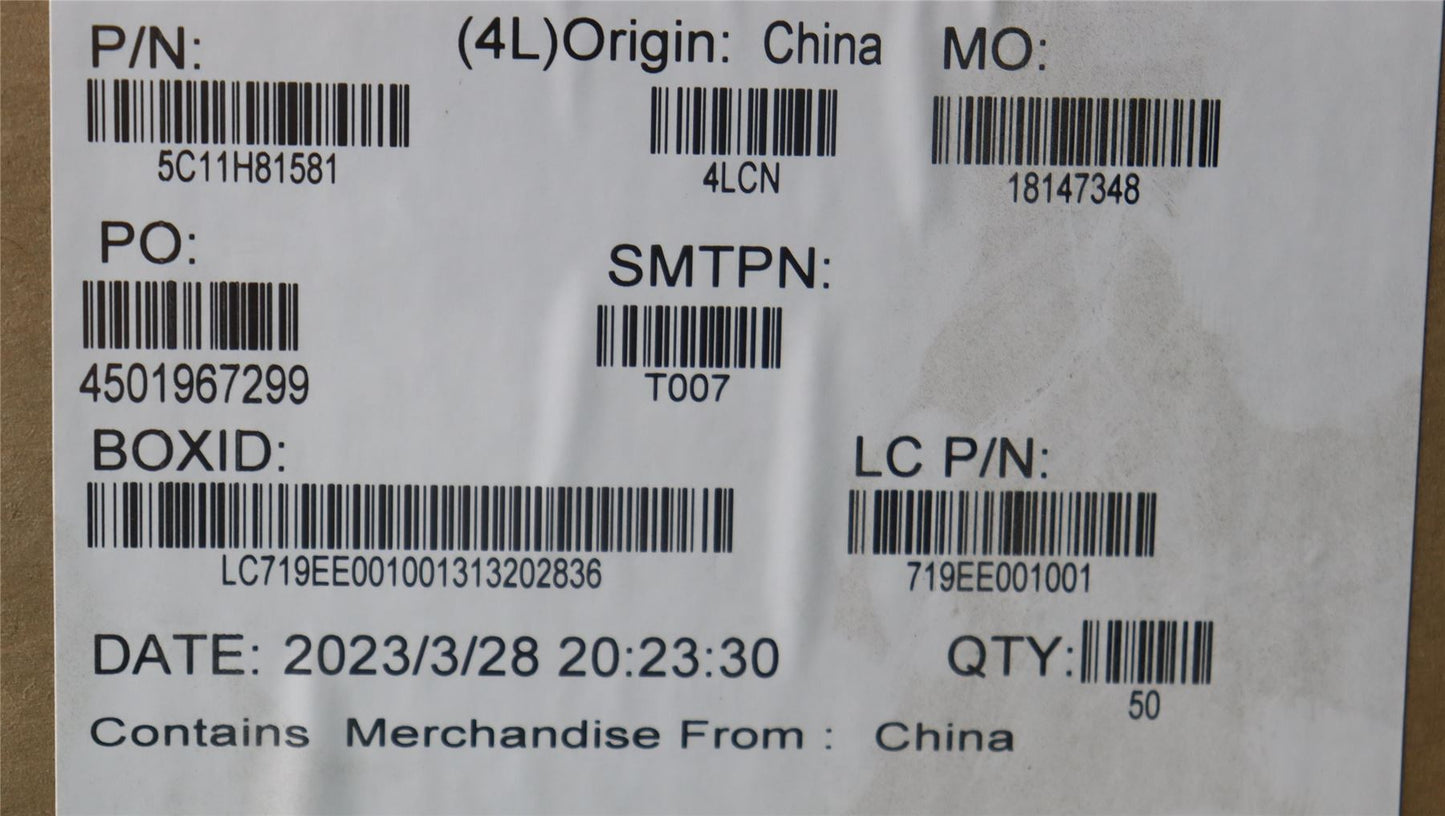 P/N:
(4L)Origin: China
MO:
5C11H81581
4LCN
18147348
PO:
SMTPN:
4501967299
T007
BOXID:
LC P/N:
LC719EE001001313202836
719EE001001
DATE: 2023/3/28 20:23:30
QTY:
50
Contains Merchandise From : China